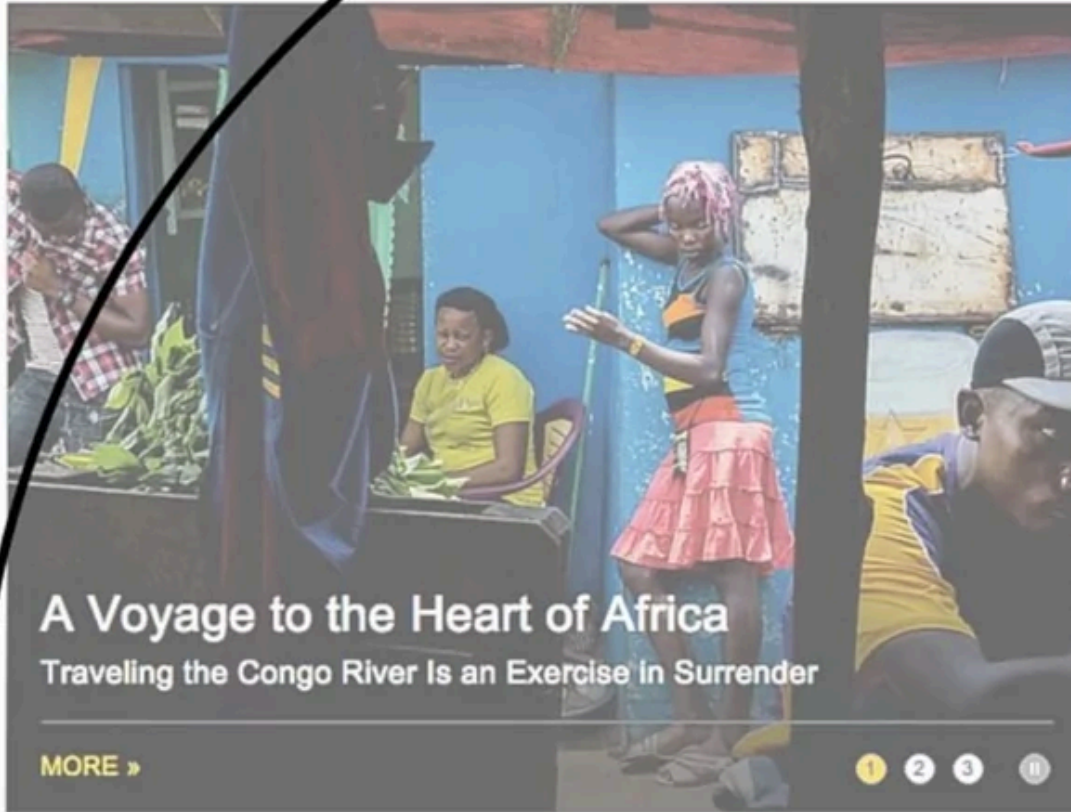 A Voyage to the Heart of Africa
Traveling the Congo River Is an Exercise in Surrender
MORE »
1 2 3